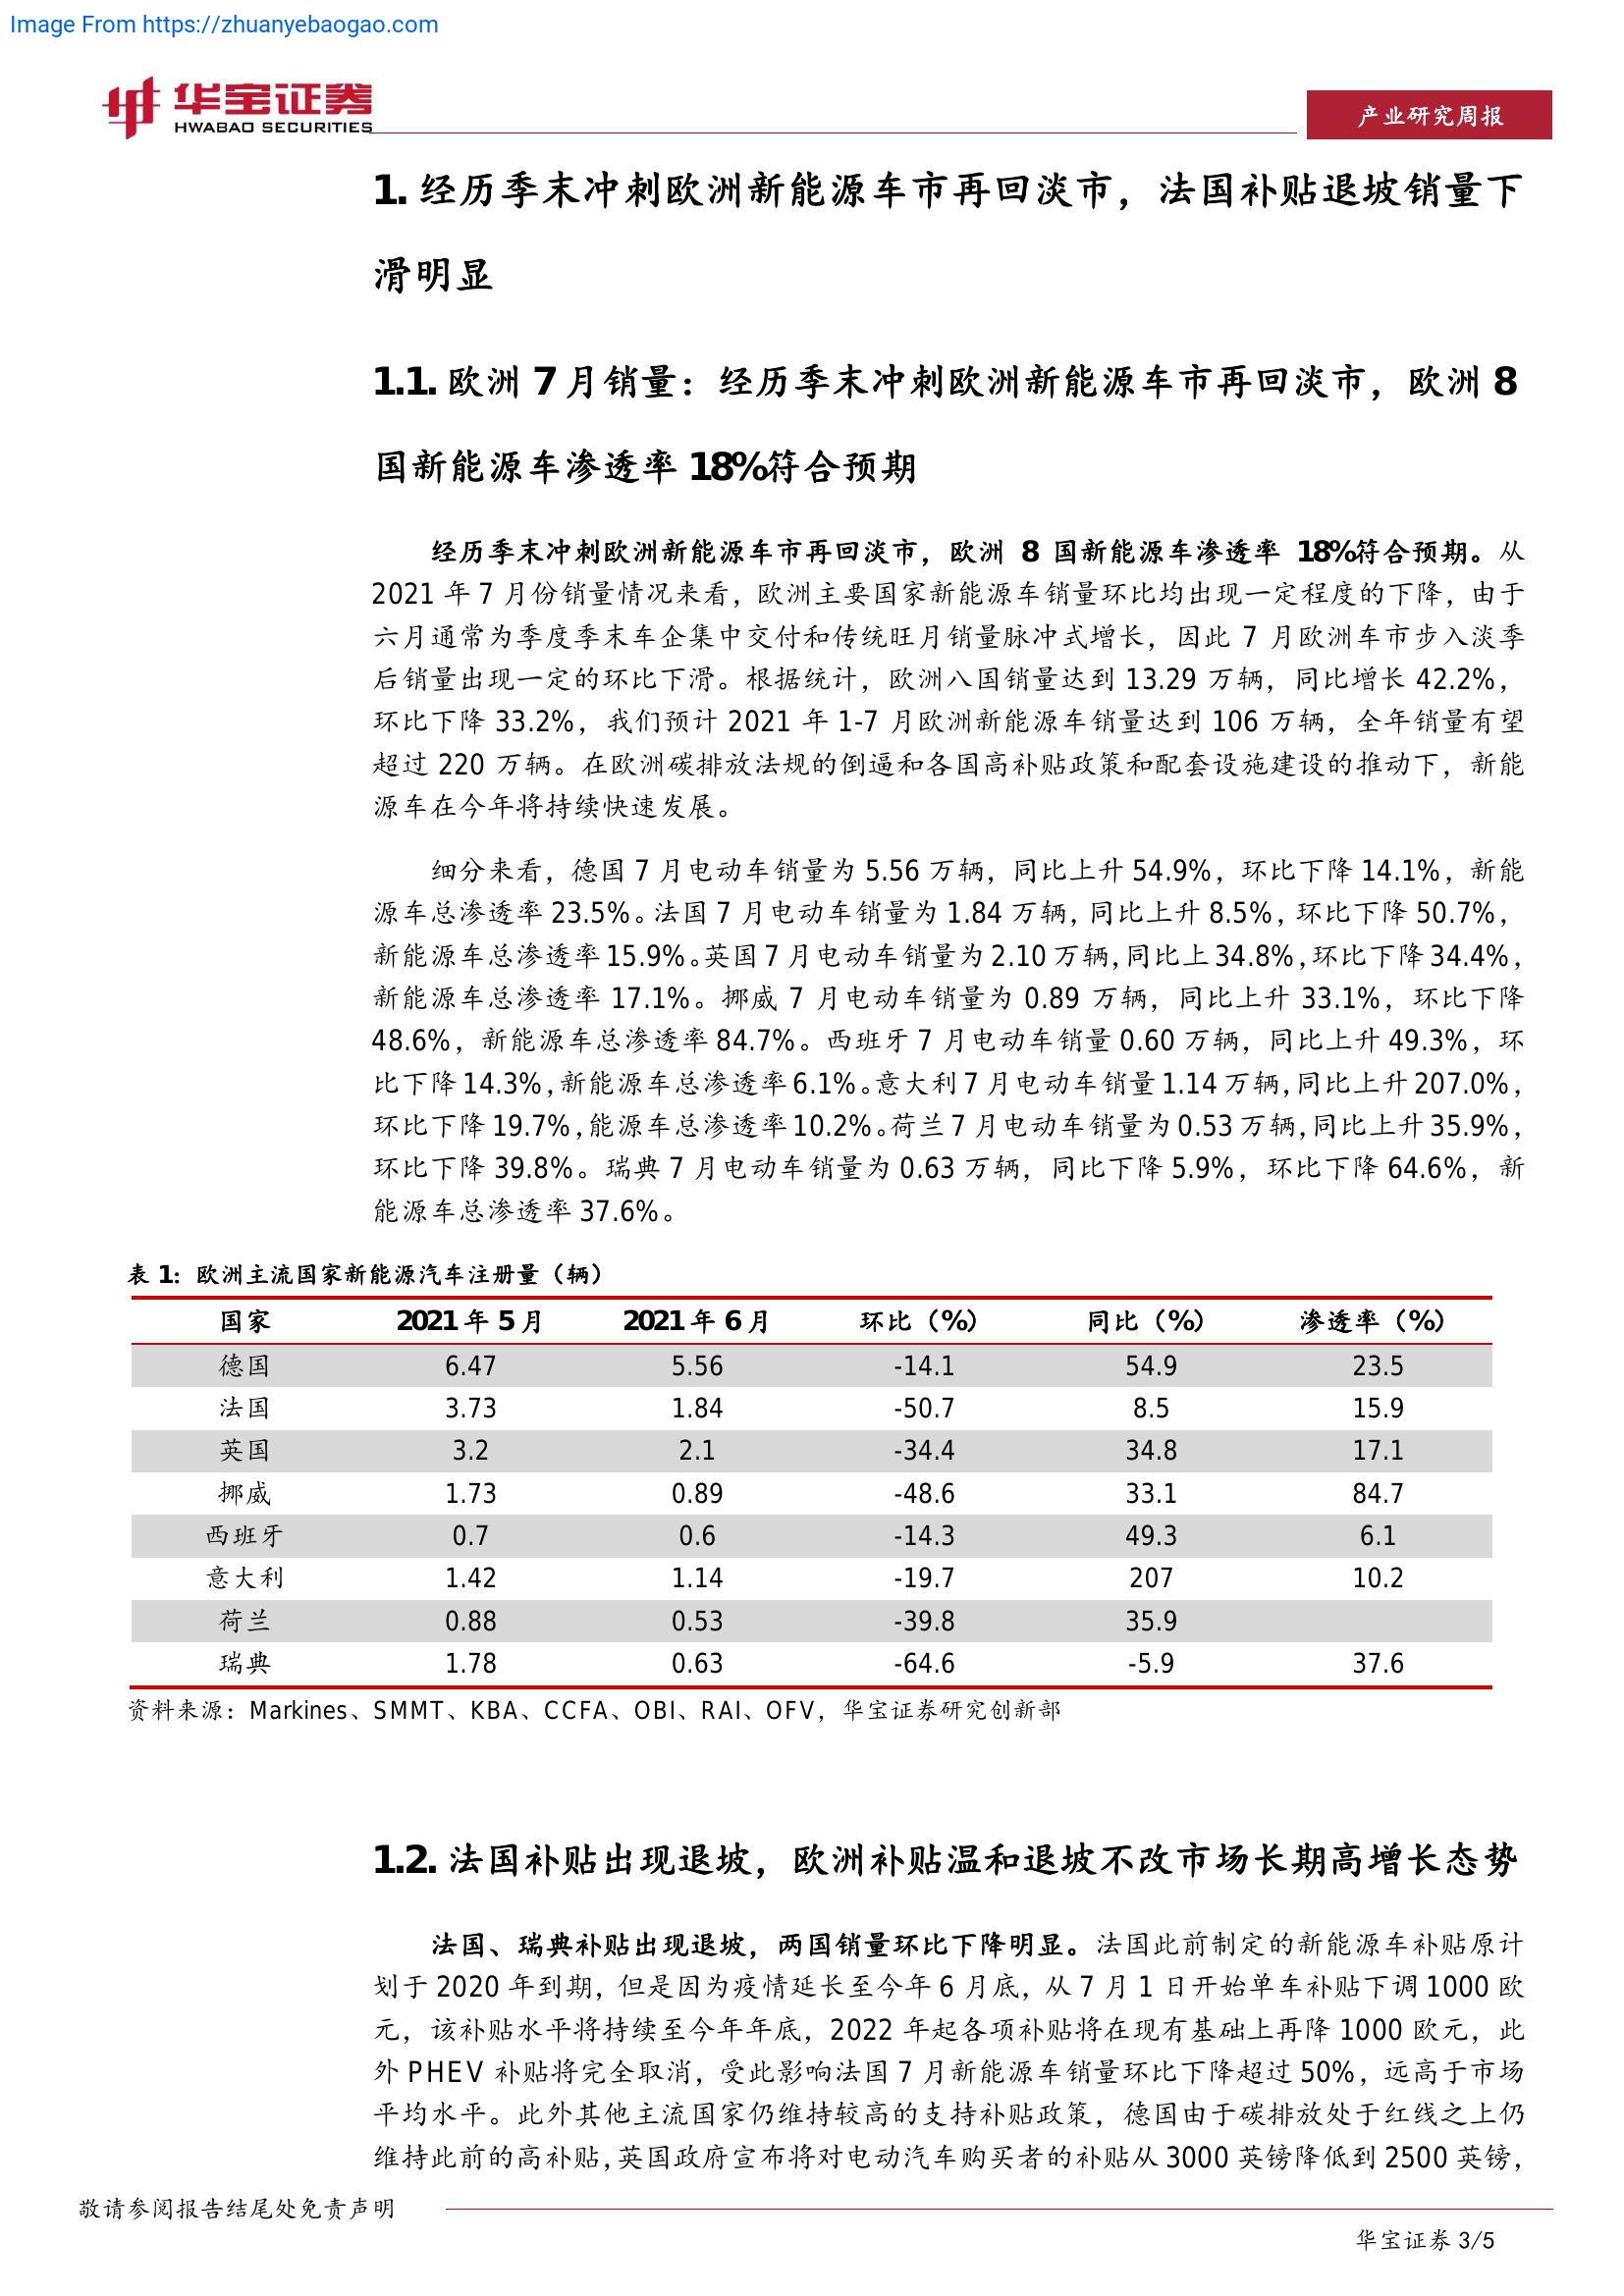 Image From https://zhuanyebaogao.com
华宝证券
HWABAO SECURITIES
产业研究周报
1. 经历季末冲刺欧洲新能源车市再回淡市，法国补贴退坡销量下
滑明显
1.1. 欧洲 7 月销量：经历季末冲刺欧洲新能源车市再回淡市，欧洲 8
国新能源车渗透率 18%符合预期
经历季末冲刺欧洲新能源车市再回淡市，欧洲 8 国新能源车渗透率 18%符合预期。从
2021 年 7 月份销量情况来看，欧洲主要国家新能源车销量环比均出现一定程度的下降，由于
六月通常为季度季末车企集中交付和传统旺月销量脉冲式增长，因此 7 月欧洲车市步入淡季
后销量出现一定的环比下滑。根据统计，欧洲八国销量达到 13.29 万辆，同比增长 42.2%，
环比下降 33.2%，我们预计 2021 年 1-7 月欧洲新能源车销量达到 106 万辆，全年销量有望
超过 220 万辆。在欧洲碳排放法规的倒逼和各国高补贴政策和配套设施建设的推动下，新能
源车在今年将持续快速发展。
细分来看，德国 7 月电动车销量为 5.56 万辆，同比上升 54.9%，环比下降 14.1%，新能
源车总渗透率 23.5%。法国 7 月电动车销量为 1.84 万辆，同比上升 8.5%，环比下降 50.7%，
新能源车总渗透率 15.9%。英国 7 月电动车销量为 2.10 万辆，同比上 34.8%，环比下降 34.4%，
新能源车总渗透率 17.1%。挪威 7 月电动车销量为 0.89 万辆，同比上升 33.1%，环比下降
48.6%，新能源车总渗透率 84.7%。西班牙 7 月电动车销量 0.60 万辆，同比上升 49.3%，环
比下降 14.3%，新能源车总渗透率 6.1%。意大利 7 月电动车销量 1.14 万辆，同比上升 207.0%，
环比下降 19.7%，能源车总渗透率 10.2%。荷兰 7 月电动车销量为 0.53 万辆，同比上升 35.9%，
环比下降 39.8%。瑞典 7 月电动车销量为 0.63 万辆，同比下降 5.9%，环比下降 64.6%，新
能源车总渗透率 37.6%。
表 1：欧洲主流国家新能源汽车注册量（辆）
国家 2021 年 5 月 2021 年 6 月 环比（%） 同比（%） 渗透率（%）
德国 6.47 5.56 -14.1 54.9 23.5
法国 3.73 1.84 -50.7 8.5 15.9
英国 3.2 2.1 -34.4 34.8 17.1
挪威 1.73 0.89 -48.6 33.1 84.7
西班牙 0.7 0.6 -14.3 49.3 6.1
意大利 1.42 1.14 -19.7 207 10.2
荷兰 0.88 0.53 -39.8 35.9
瑞典 1.78 0.63 -64.6 -5.9 37.6
资料来源：Markines、SMMT、KBA、CCFA、OBI、RAI、OFV，华宝证券研究创新部
1.2. 法国补贴出现退坡，欧洲补贴温和退坡不改市场长期高增长态势
法国、瑞典补贴出现退坡，两国销量环比下降明显。法国此前制定的新能源车补贴原计
划于 2020 年到期，但是因为疫情延长至今年 6 月底，从 7 月 1 日开始单车补贴下调 1000 欧
元，该补贴水平将持续至今年年底，2022 年起各项补贴将在现有基础上再降 1000 欧元，此
外 PHEV 补贴将完全取消，受此影响法国 7 月新能源车销量环比下降超过 50%，远高于市场
平均水平。此外其他主流国家仍维持较高的支持补贴政策，德国由于碳排放处于红线之上仍
维持此前的高补贴，英国政府宣布将对电动汽车购买者的补贴从 3000 英镑降低到 2500 英镑，
敬请参阅报告结尾处免责声明
华宝证券 3/5